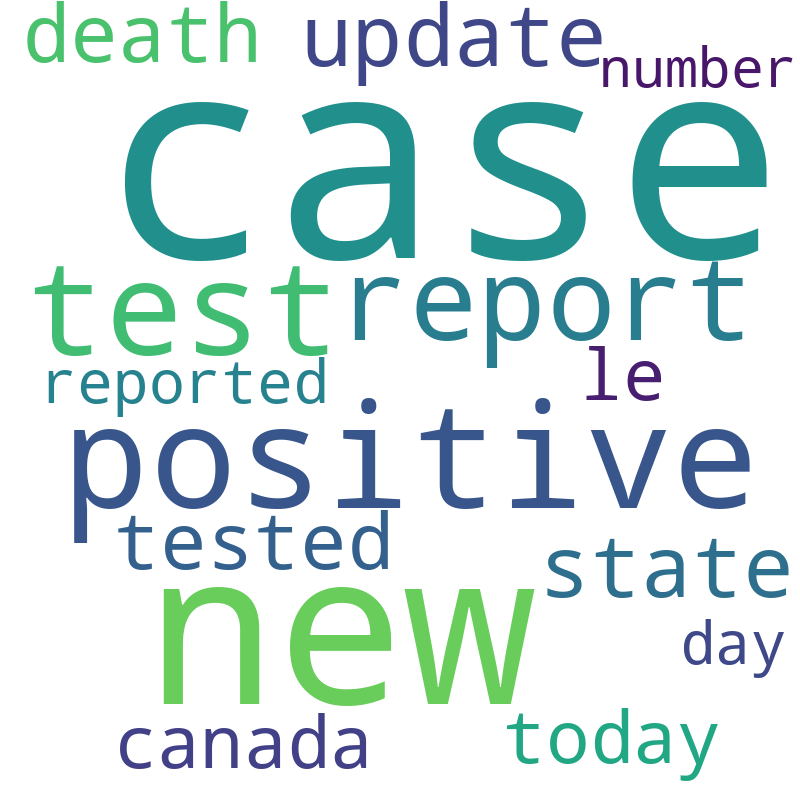 death update
number
case
test report
reported le
positive
tested state
new day
canada today